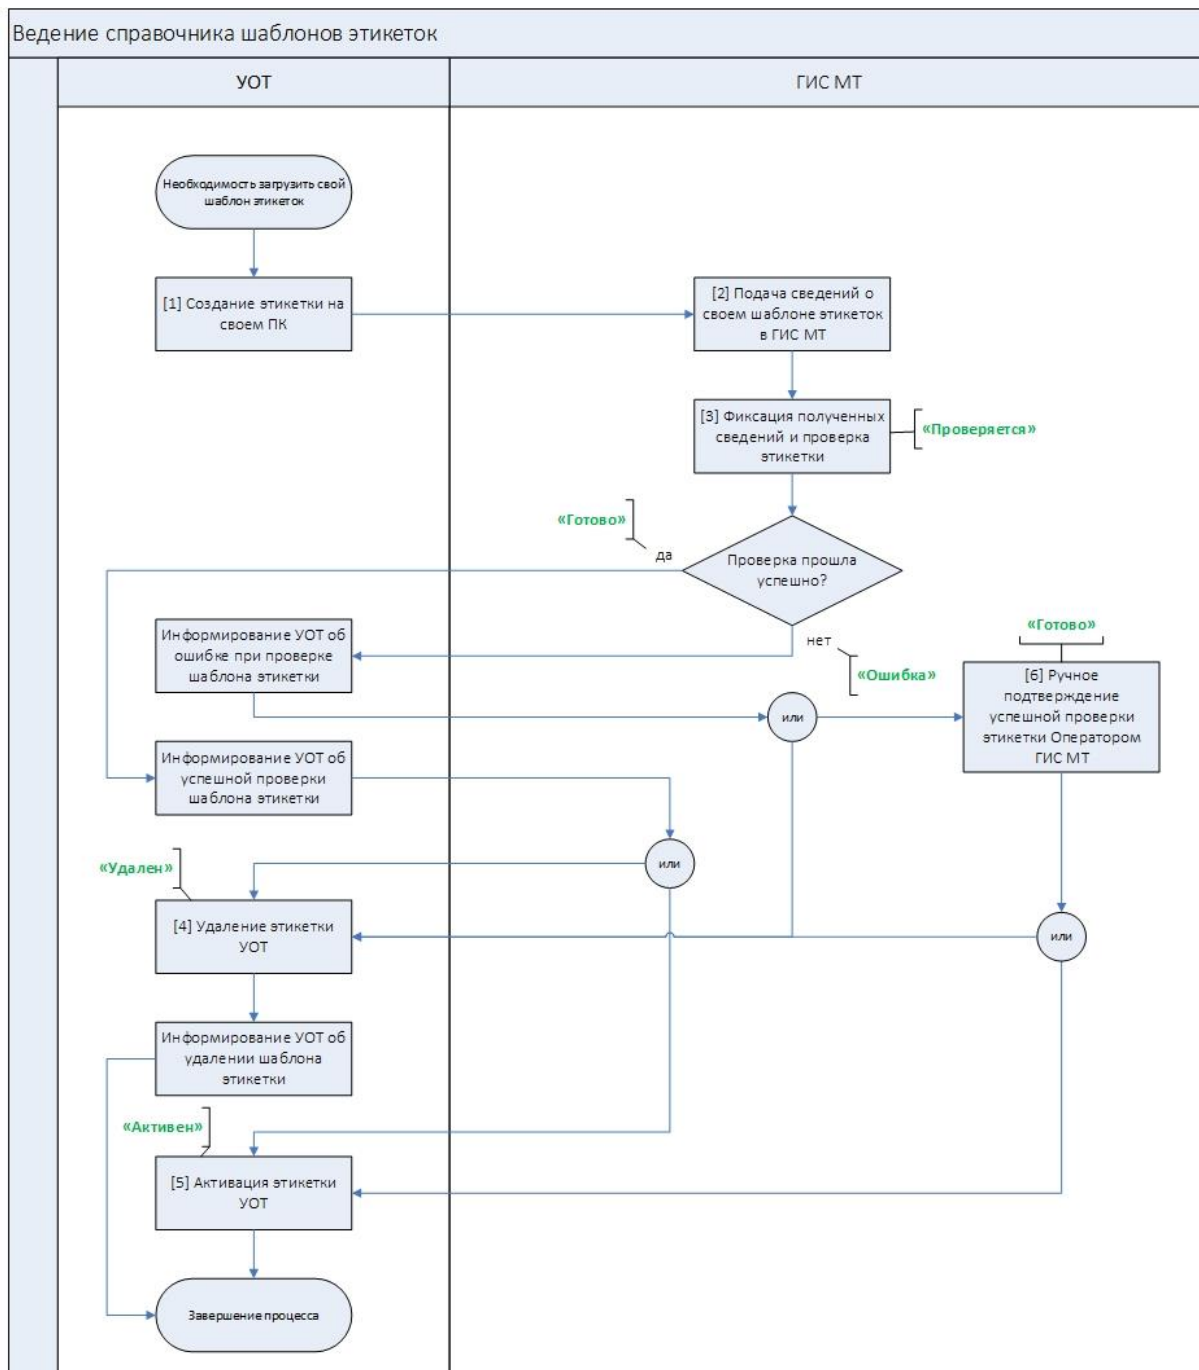 Ведение справочника шаблонов этикеток
УОТ
ГИС МТ
Необходимость загрузить свой
шаблон этикеток
[1] Создание этикетки на
своем ПК
[2] Подача сведений о
своем шаблоне этикеток
в ГИС МТ
[3] Фиксация полученных
сведений и проверка
этикетки
«Проверяется»
«Готово»
да
Проверка прошла
успешно?
нет
«Ошибка»
Информирование УОТ об
ошибке при проверке
шаблона этикетки
«Готово»
[6] Ручное
подтверждение
успешной проверки
этикетки Оператором
ГИС МТ
или
Информирование УОТ об
успешной проверки
шаблона этикетки
или
«Удален»
[4] Удаление этикетки
УОТ
или
Информирование УОТ об
удалении шаблона
этикетки
«Активен»
[5] Активация этикетки
УОТ
Завершение процесса